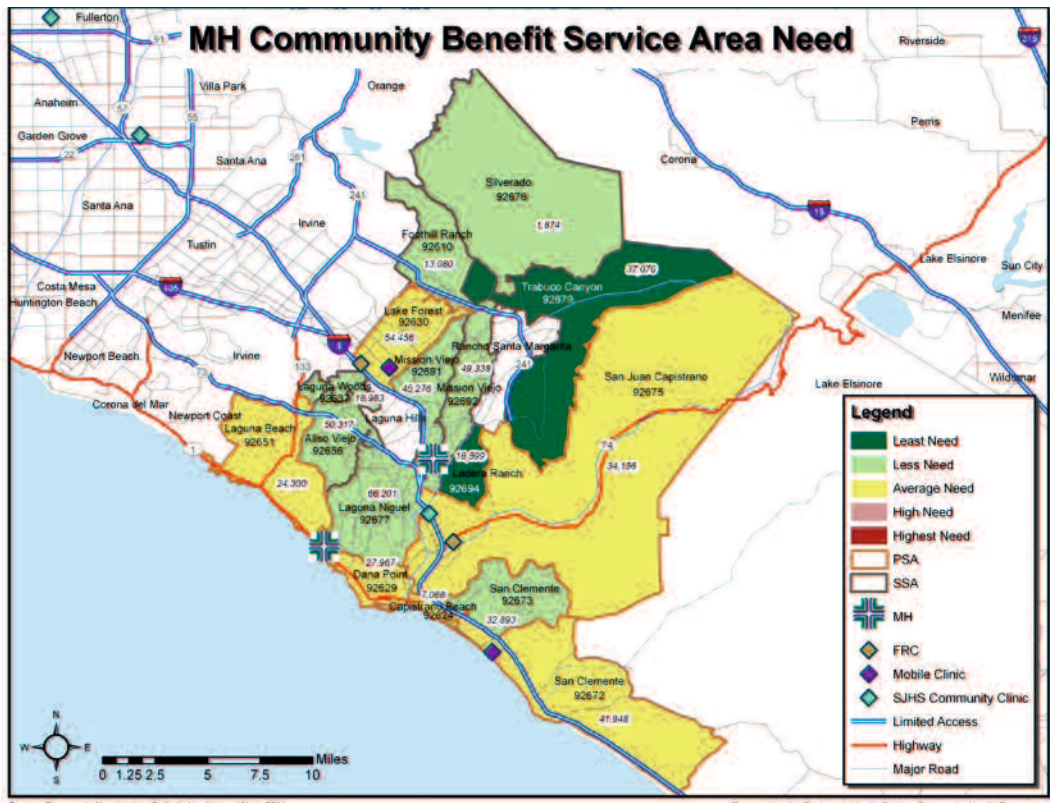 MH Community Benefit Service Area Need
Fullerton
91
Riverside
215
Villa Park
Orange
Anaheim
57
55
Perris
Garden Grove
22
Corona
Santa Ana
261
241
Silverado
92676
1,874
Santa Ana
Irvine
15
Tustin
Foothill Ranch
92610
13,080
37,070
Lake Elsinore
Sun City
Costa Mesa
405
Trabuco Canyon
92679
Huntington Beach
Lake Forest
92630
54,456
Menifee
Rancho Santa Margarita
5
Newport Beach
Irvine
133
Mission Viejo
92691
49,338
241
73
45,276
Mission Viejo
92692
San Juan Capistrano
92675
Lake Elsinore
Wildomar
Laguna Woods
92637
18,983
Corona del Mar
Newport Coast
Laguna Hills
Laguna Beach
92651
50,317
Aliso Viejo
92656
1
74
34,156
Ladera Ranch
92694
24,300
66,201
Laguna Niguel
92677
27,967
Dana Point
92629
7,088
Capistrano Beach
92624
San Clemente
92673
32,893
San Clemente
92672
41,948
Legend
Least Need
Less Need
Average Need
High Need
Highest Need
PSA
SSA
MH
FRC
Mobile Clinic
SJHS Community Clinic
Limited Access
Highway
Major Road
N
W
E
S
Miles
0 1.25 2.5 5 7.5 10